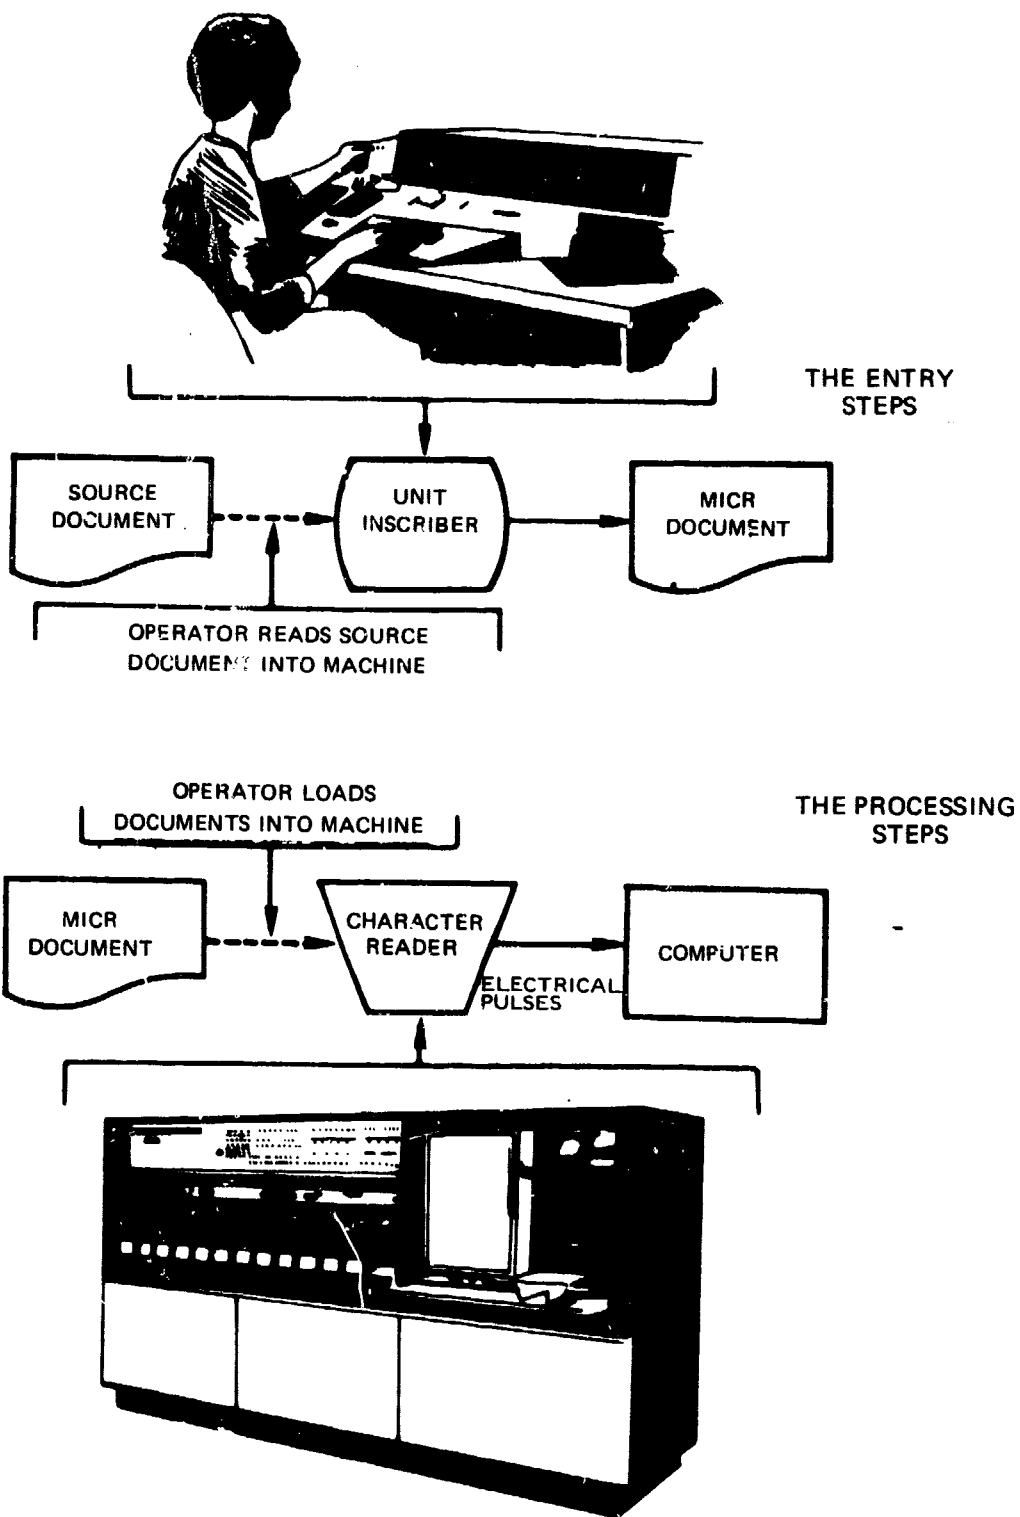 THE ENTRY
STEPS
SOURCE
DOCUMENT
UNIT
INSCRIBER
MICR
DOCUMENT
OPERATOR READS SOURCE
DOCUMENT INTO MACHINE
OPERATOR LOADS
DOCUMENTS INTO MACHINE
THE PROCESSING
STEPS
MICR
DOCUMENT
CHARACTER
READER
ELECTRICAL
PULSES
COMPUTER